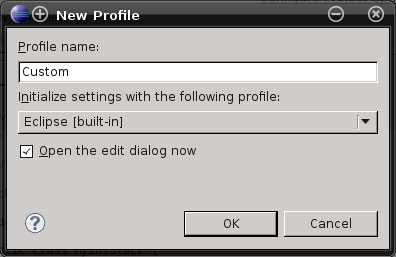 New Profile
Profile name:
Custom
Initialize settings with the following profile:
Eclipse [built-in]
Open the edit dialog now
?
OK
Cancel